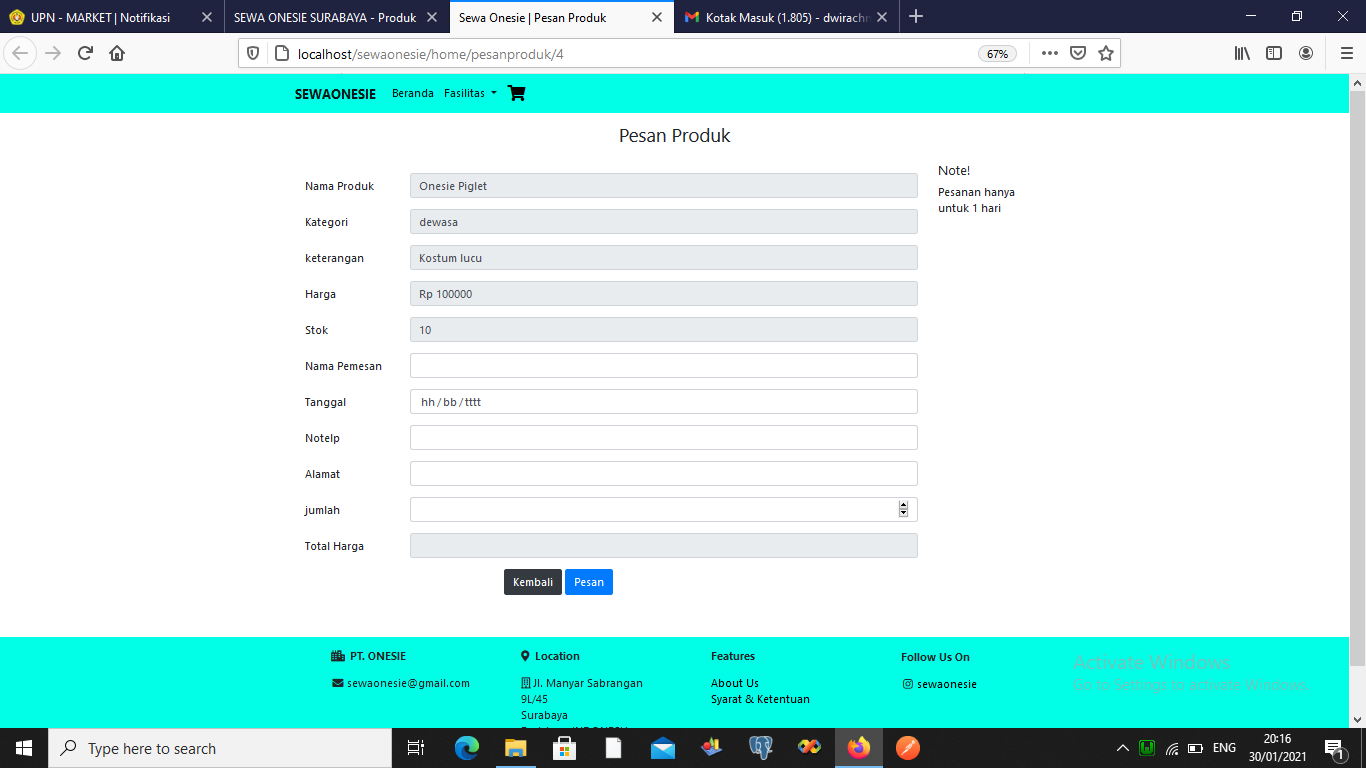 UPN - MARKET | Notifikasi
SEWA ONESIE SURABAYA - Produk
Sewa Onesie | Pesan Produk
Kotak Masuk (1.805) - dwirachn
localhost/sewaonesie/home/pesanproduk/4
67%
SEWAONESIE
Beranda
Fasilitas
Pesan Produk
Nama Produk
Onesie Piglet
Kategori
dewasa
keterangan
Kostum lucu
Harga
Rp 100000
Stok
10
Nama Pemesan
Tanggal
hh / bb / tttt
Notelp
Alamat
jumlah
Total Harga
Kembali
Pesan
Note!
Pesanan hanya
untuk 1 hari
PT. ONESIE
sewaonesie@gmail.com
Location
Jl. Manyar Sabrangan
9L/45
Surabaya
Features
About Us
Syarat & Ketentuan
Follow Us On
sewaonesie
Activate Windows
Go to Settings to activate Windows.
Type here to search
ENG
20:16
30/01/2021
1